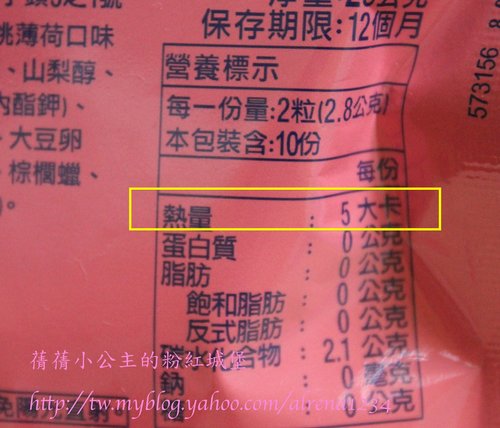 保存期限:12個月
桃薄荷口味
、山梨醇、
內酯鉀)、
、大豆卵
、棕櫚蠟、
營養標示
每一份量:2粒(2.8公克)
本包裝含:10份
每份
熱量 : 5 大卡
蛋白質 : 0 公克
脂肪 : 0 公克
飽和脂肪 : 0 公克
反式脂肪 : 0 公克
合物 : 2.1 公克
鈉 : 0 毫克
573156
蒨蒨小公主的粉紅城堡
http://tw.myblog.yahoo.com/alrena1234